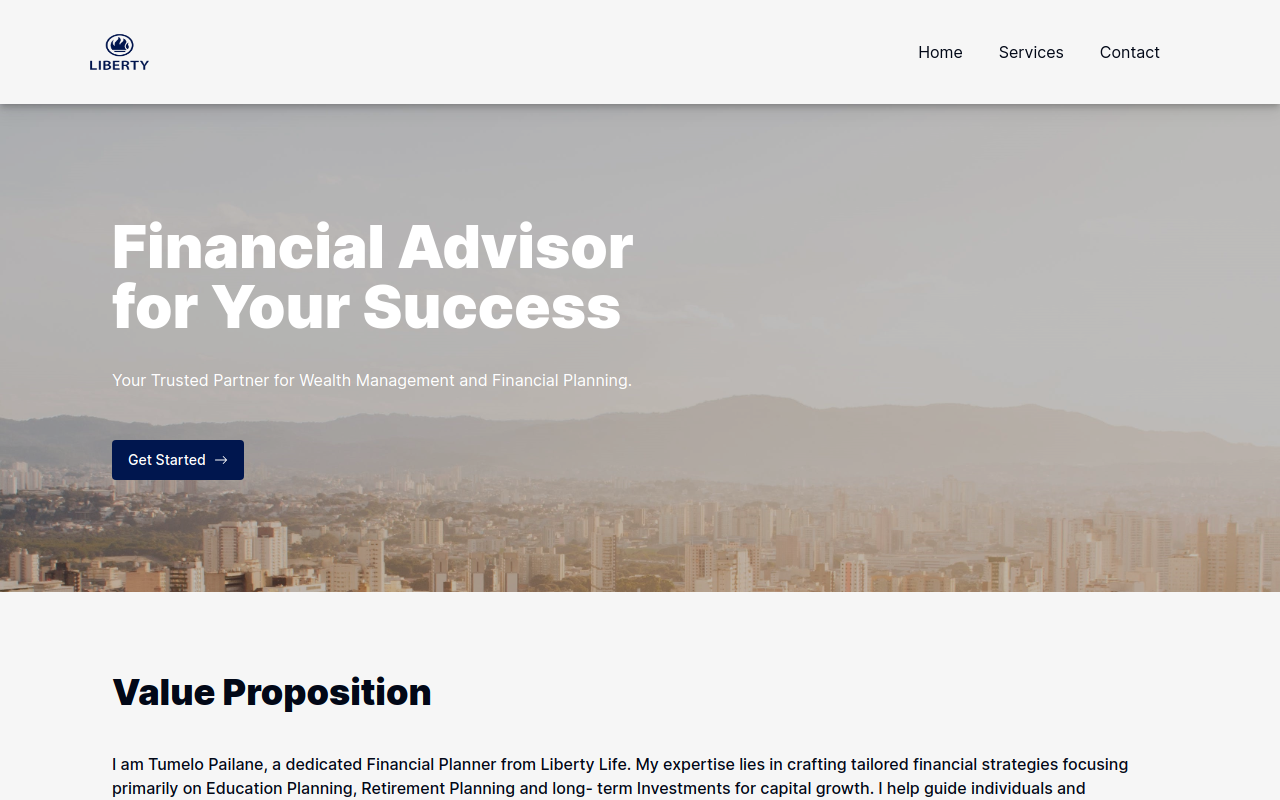 LIBERTY
Home Services Contact
Financial Advisor
for Your Success
Your Trusted Partner for Wealth Management and Financial Planning.
Get Started →
Value Proposition
I am Tumelo Pailane, a dedicated Financial Planner from Liberty Life. My expertise lies in crafting tailored financial strategies focusing
primarily on Education Planning, Retirement Planning and long- term Investments for capital growth. I help guide individuals and